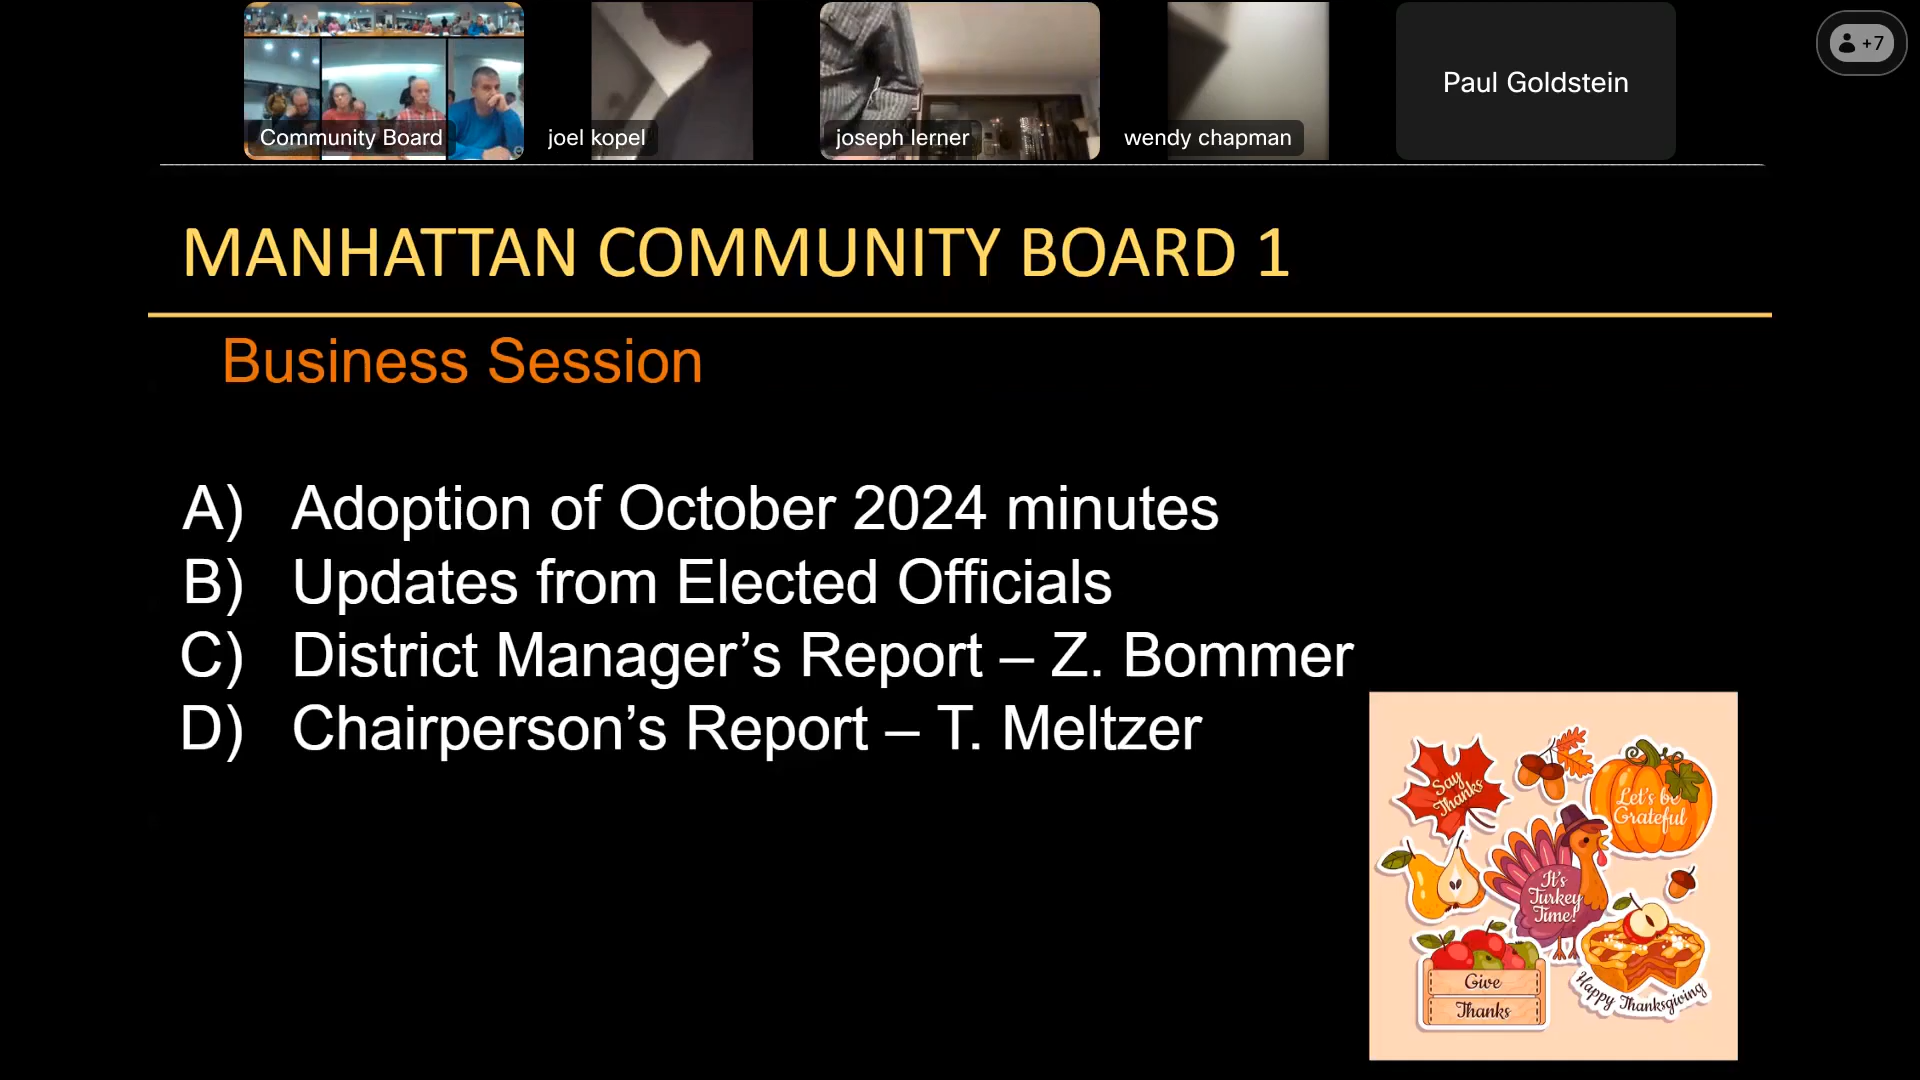 Community Board
joel kopel
joseph lerner
wendy chapman
Paul Goldstein
+7
MANHATTAN COMMUNITY BOARD 1
Business Session
A) Adoption of October 2024 minutes
B) Updates from Elected Officials
C) District Manager’s Report – Z. Bommer
D) Chairperson’s Report – T. Meltzer
Say
Thanks
Let's be
Grateful
It's
Turkey
Time!
Give
Thanks
Happy Thanksgiving